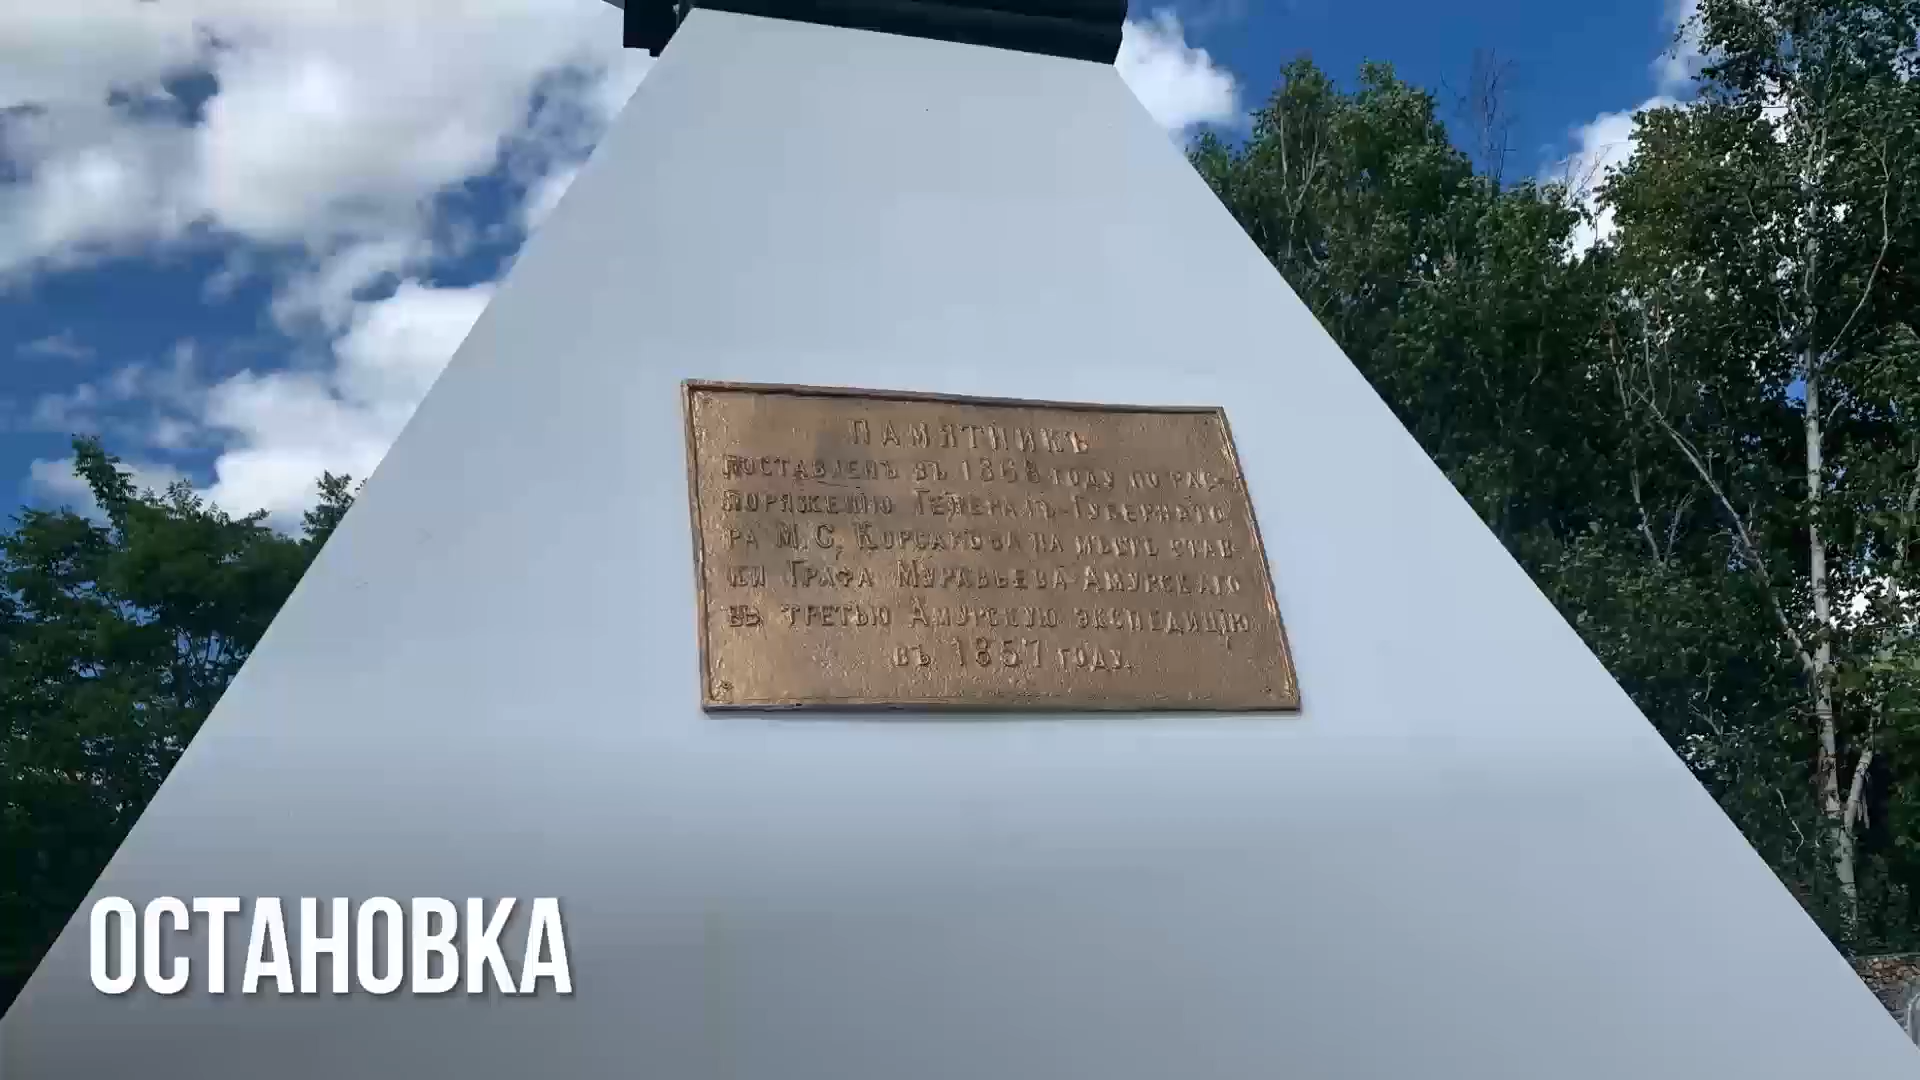 ПАМЯТНИКЪ
ПОСТАВЛЕНЪ ВЪ 1868 ГОДУ ПО РАС-
ПОРЯЖЕНІЮ ГЕНЕРАЛЪ-ГУБЕРНАТО
РА М. С. КОРСАКОВА НА МѢСТѢ СТАВ-
КИ ГРАФА МУРАВЬЕВА-АМУРСКАГО
ВЪ ТРЕТЬЮ АМУРСКУЮ ЭКСПЕДИЦІЮ
ВЪ 1857 ГОДУ.
ОСТАНОВКА